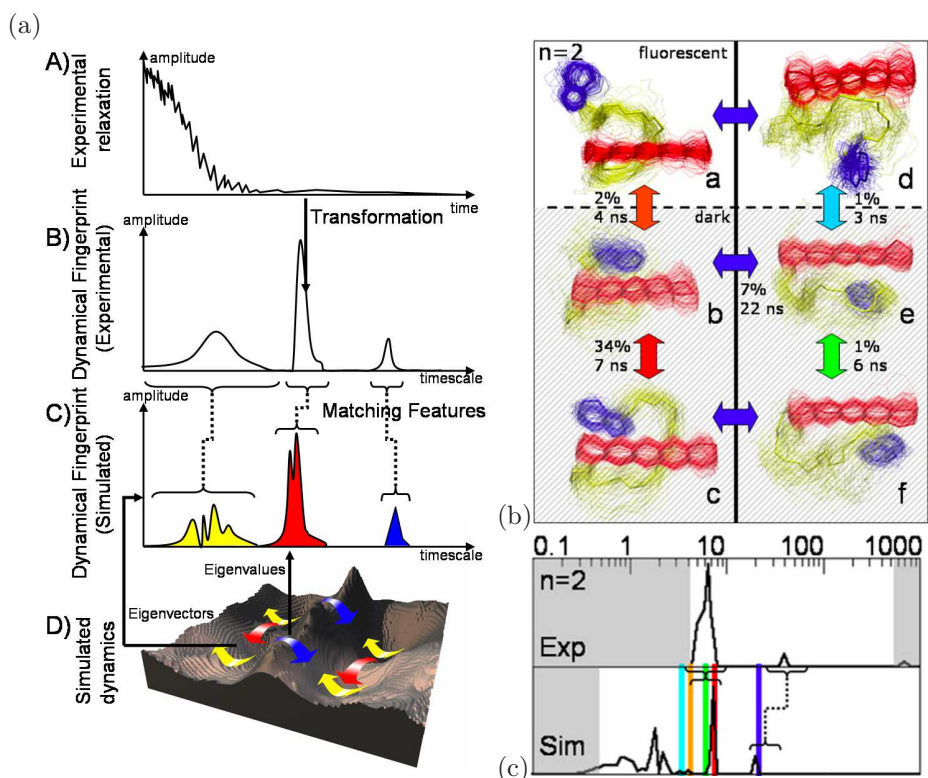 (a)
A)
amplitude
Experimental
relaxation
time
Transformation
B)
amplitude
Dynamical Fingerprint
(Experimental)
timescale
Matching Features
C)
amplitude
Dynamical Fingerprint
(Simulated)
timescale
Eigenvalues
Eigenvectors
D)
Simulated
dynamics
(b)
n=2
fluorescent
a
d
2%
4 ns
dark
1%
3 ns
b
7%
22 ns
e
34%
7 ns
1%
6 ns
c
f
(c)
0.1 1 10 100 1000
n=2
Exp
Sim